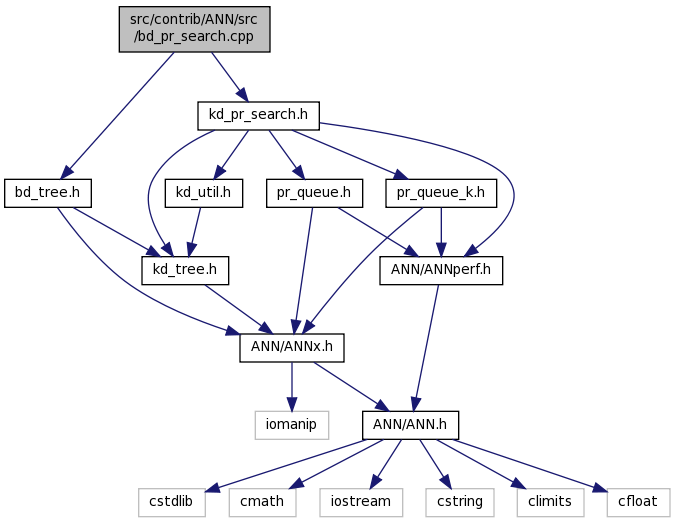 src/contrib/ANN/src
/bd_pr_search.cpp
kd_pr_search.h
bd_tree.h
kd_util.h
pr_queue.h
pr_queue_k.h
kd_tree.h
ANN/ANNperf.h
ANN/ANNx.h
iomanip
ANN/ANN.h
cstdlib
cmath
iostream
cstring
climits
cfloat